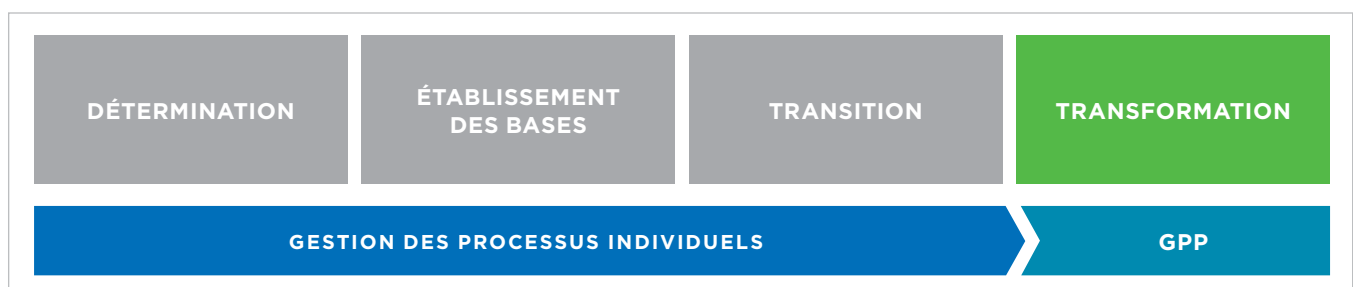 DÉTERMINATION
ÉTABLISSEMENT
DES BASES
TRANSITION
TRANSFORMATION
GESTION DES PROCESSUS INDIVIDUELS
GPP